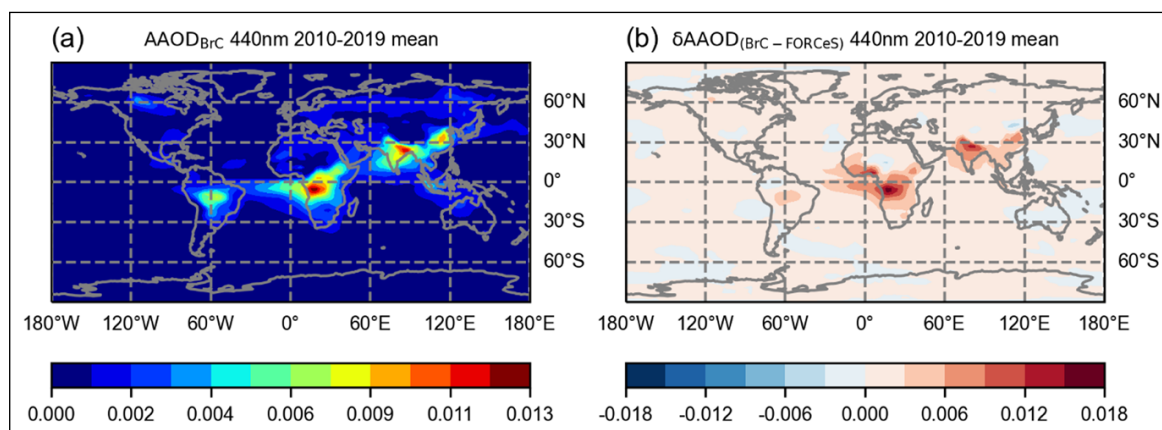 (a) AAOD_BrC 440nm 2010-2019 mean
180°W 120°W 60°W 0° 60°E 120°E 180°E
60°N
30°N
0°
30°S
60°S
0.000 0.002 0.004 0.006 0.009 0.011 0.013
(b) δAAOD_(BrC – FORCeS) 440nm 2010-2019 mean
60°N
30°N
0°
30°S
60°S
180°W 120°W 60°W 0° 60°E 120°E 180°E
-0.018 -0.012 -0.006 0.000 0.006 0.012 0.018